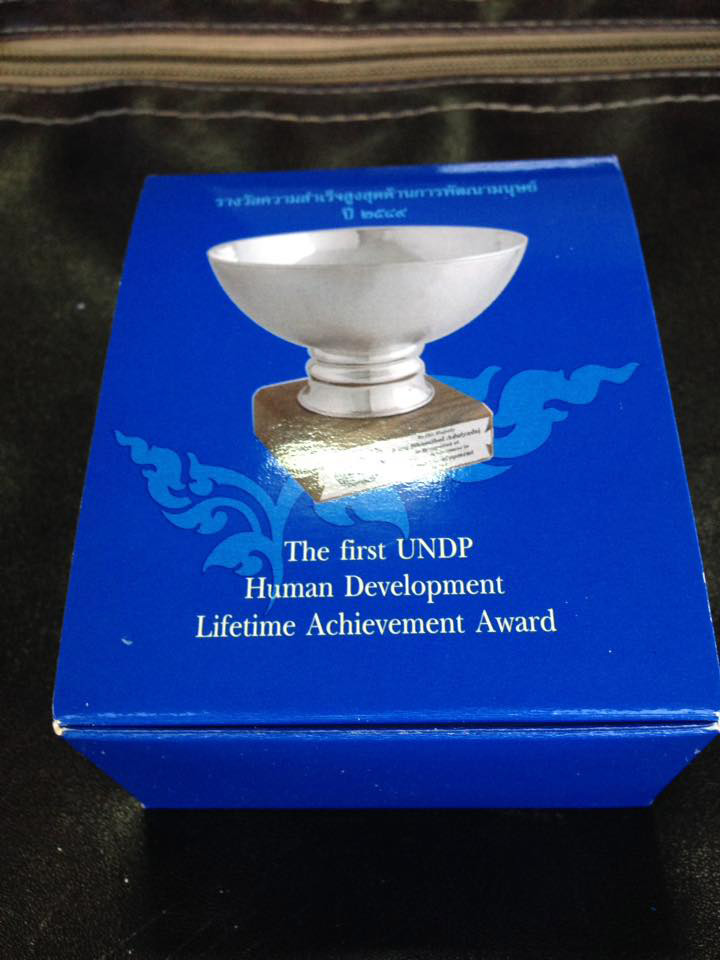 รางวัลความสำเร็จสูงสุดด้านการพัฒนามนุษย์
ปี ๒๕๔๙
The first UNDP
Human Development
Lifetime Achievement Award